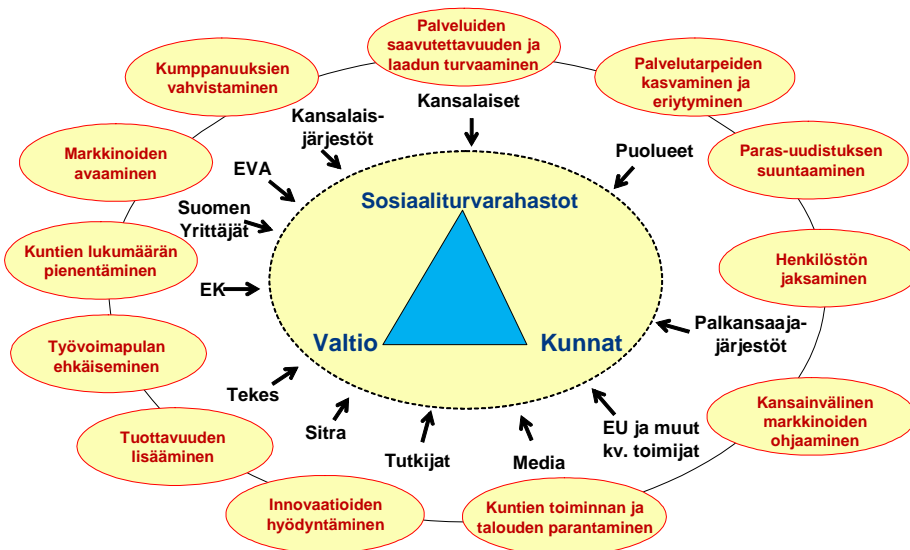 Palveluiden
saavutettavuuden ja
laadun turvaaminen
Kumppanuuksien
vahvistaminen
Palvelutarpeiden
kasvaminen ja
eriytyminen
Markkinoiden
avaaminen
Paras-uudistuksen
suuntaaminen
Kuntien lukumäärän
pienentäminen
Henkilöstön
jaksaminen
Työvoimapulan
ehkäiseminen
Kansainvälinen
markkinoiden
ohjaaminen
Tuottavuuden
lisääminen
Innovaatioiden
hyödyntäminen
Kuntien toiminnan ja
talouden parantaminen
Kansalaiset
Kansalais-
järjestöt
EVA
Puolueet
Suomen
Yrittäjät
EK
Palkansaaja-
järjestöt
Tekes
Sitra
Tutkijat
Media
EU ja muut
kv. toimijat
Sosiaaliturvarahastot
Valtio
Kunnat